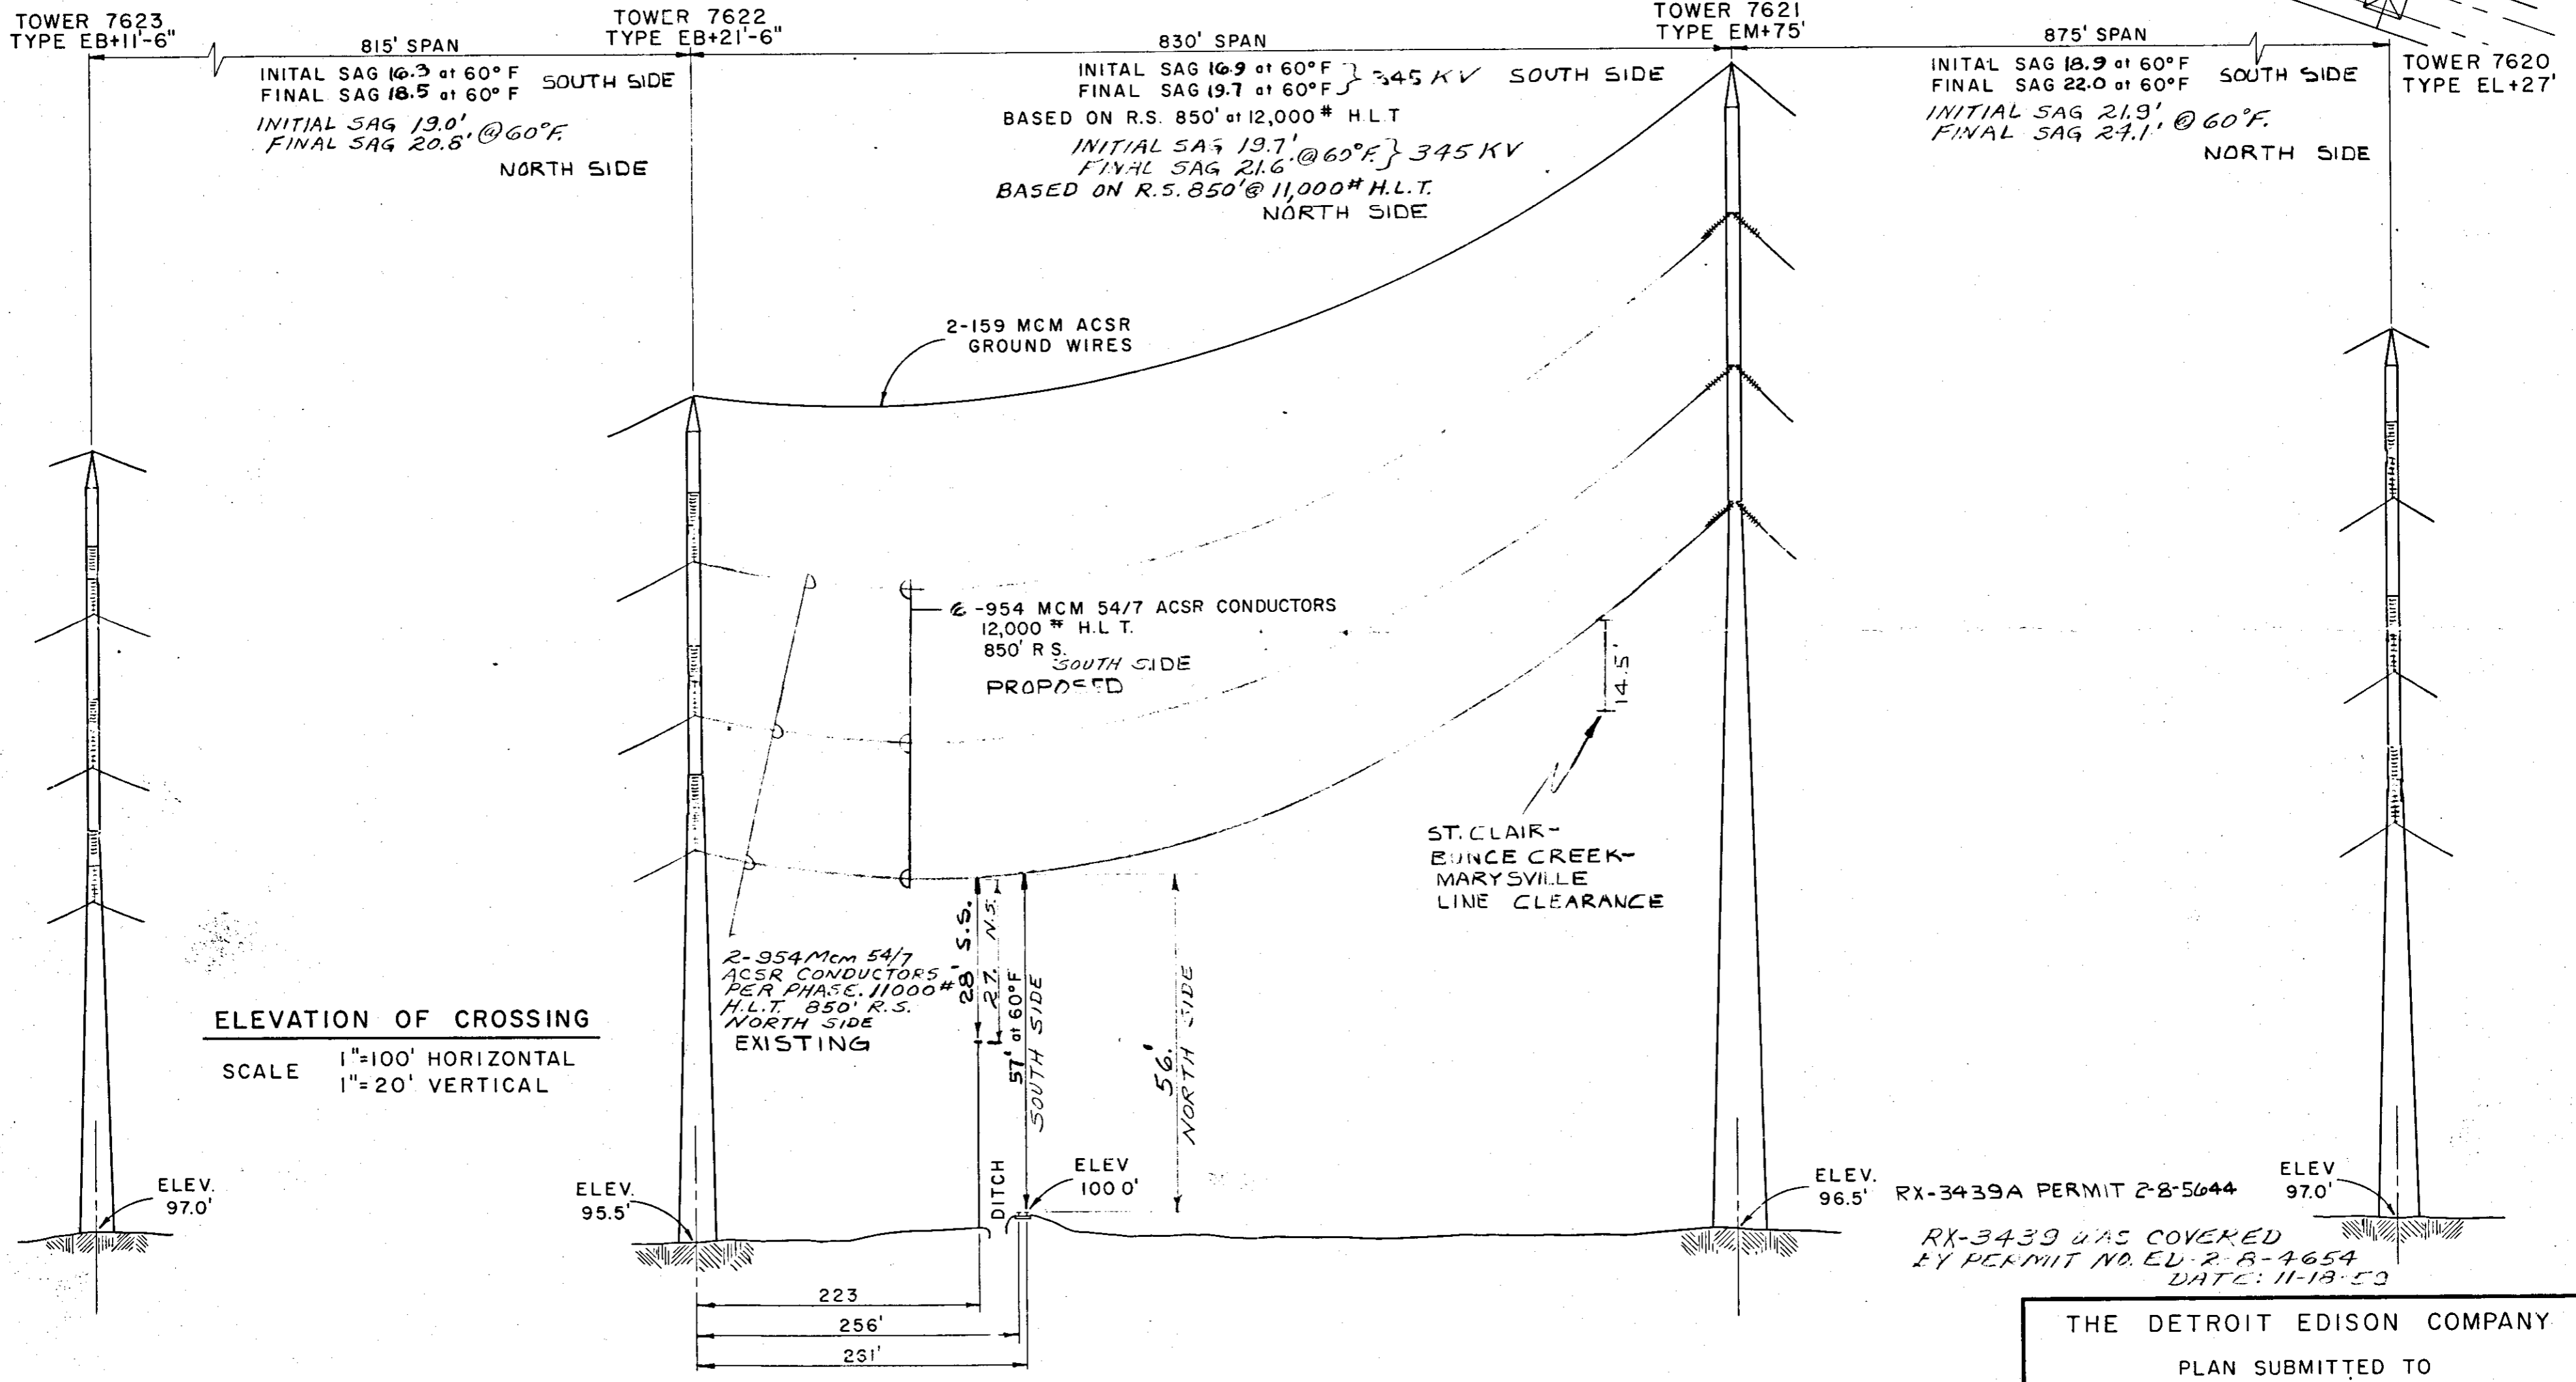 TOWER 7623
TYPE EB+11'-6"
815' SPAN
TOWER 7622
TYPE EB+21'-6"
830' SPAN
TOWER 7621
TYPE EM+75'
875' SPAN
TOWER 7620
TYPE EL+27'
INITAL SAG 16.3 at 60°F
FINAL SAG 18.5 at 60°F
SOUTH SIDE
INITIAL SAG 19.0'
FINAL SAG 20.8' @ 60°F.
NORTH SIDE
INITAL SAG 16.9 at 60°F
FINAL SAG 19.7 at 60°F
345 KV SOUTH SIDE
BASED ON R.S. 850' at 12,000# H.L.T
INITIAL SAG 19.7'
FINAL SAG 21.6' @ 60°F. } 345 KV
BASED ON R.S. 850' @ 11,000# H.L.T.
NORTH SIDE
INITAL SAG 18.9 at 60°F
FINAL SAG 22.0 at 60°F
SOUTH SIDE
INITIAL SAG 21.9'
FINAL SAG 24.1' @ 60°F.
NORTH SIDE
2-159 MCM ACSR
GROUND WIRES
6-954 MCM 54/7 ACSR CONDUCTORS
12,000# H.L T.
850' R S.
SOUTH SIDE
PROPOSED
14.5'
ST. CLAIR-
BUNCE CREEK-
MARYSVILLE
LINE CLEARANCE
2-954 MCM 54/7
ACSR CONDUCTORS
PER PHASE. 11000#
H.L.T. 850' R.S.
NORTH SIDE
EXISTING
28' S.S.
27' N.S.
57' at 60°F
SOUTH SIDE
56'
NORTH SIDE
ELEVATION OF CROSSING
SCALE
1"=100' HORIZONTAL
1"=20' VERTICAL
DITCH
ELEV
100 0'
ELEV.
97.0'
ELEV.
95.5'
ELEV.
96.5'
ELEV
97.0'
RX-3439A PERMIT 2-8-5644
RX-3439 WAS COVERED
BY PERMIT NO. ED-2-8-4654
DATE: 11-18-
223
256'
261'
THE DETROIT EDISON COMPANY
PLAN SUBMITTED TO